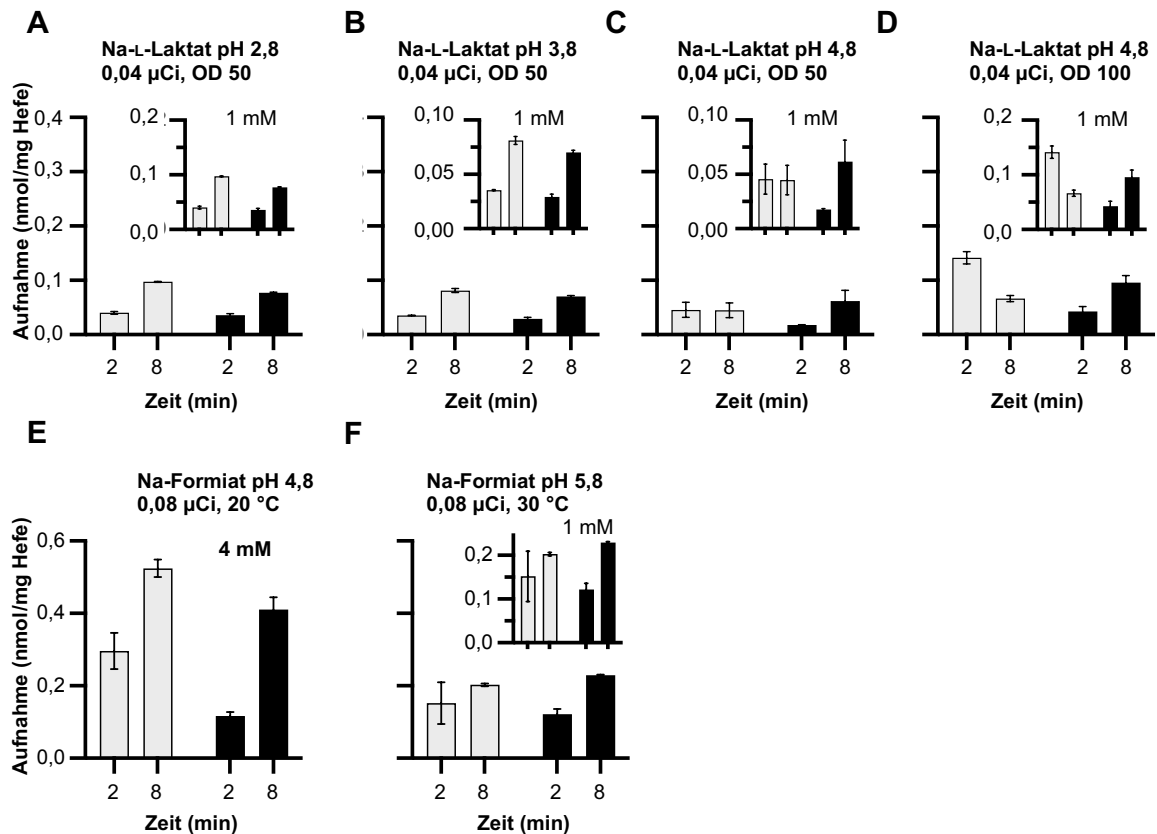 A
Na-L-Laktat pH 2,8
0,04 µCi, OD 50
B
Na-L-Laktat pH 3,8
0,04 µCi, OD 50
C
Na-L-Laktat pH 4,8
0,04 µCi, OD 50
D
Na-L-Laktat pH 4,8
0,04 µCi, OD 100
Aufnahme (nmol/mg Hefe)
0,4
0,3
0,2
0,1
0,0
0,2
0,1
0,0
1 mM
2 8 2 8
Zeit (min)
0,10
0,05
0,00
1 mM
2 8 2 8
Zeit (min)
0,10
0,05
0,00
1 mM
2 8 2 8
Zeit (min)
0,2
0,1
0,0
1 mM
2 8 2 8
Zeit (min)
E
Na-Formiat pH 4,8
0,08 µCi, 20 °C
F
Na-Formiat pH 5,8
0,08 µCi, 30 °C
Aufnahme (nmol/mg Hefe)
0,6
0,4
0,2
0,0
4 mM
2 8 2 8
Zeit (min)
1 mM
0,2
0,1
0,0
2 8 2 8
Zeit (min)